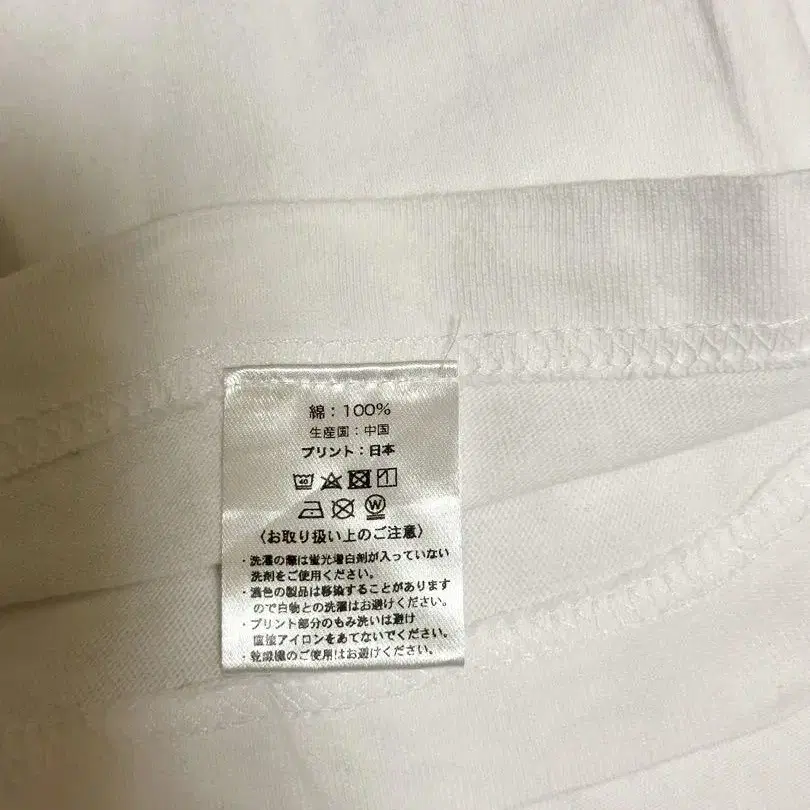 綿：100%
生産国：中国
プリント：日本
40
W
〈お取り扱い上のご注意〉
・洗濯の際は蛍光増白剤が入っていない
洗剤をご使用ください。
・濃色の製品は移染することがあります
ので白物との洗濯はお避けください。
・プリント部分のもみ洗いは避け
直接アイロンをあてないでください。
・乾燥機のご使用はお避けください。